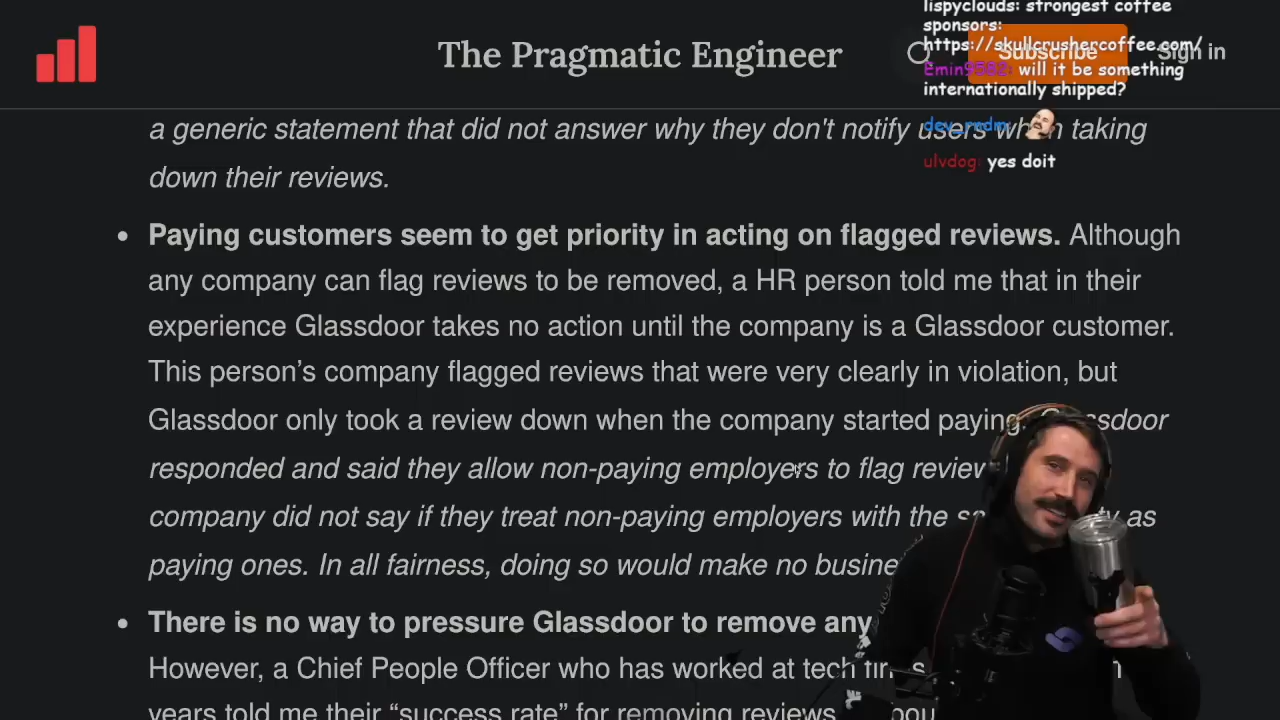 lispyclouds: strongest coffee
sponsors:
https://skullcrushercoffee.com/
The Pragmatic Engineer
Subscribe
Sign in
Emin9582: will it be something
internationally shipped?
dev_rndm:
ulvdog: yes doit
a generic statement that did not answer why they don't notify users when taking
down their reviews.
• Paying customers seem to get priority in acting on flagged reviews. Although
any company can flag reviews to be removed, a HR person told me that in their
experience Glassdoor takes no action until the company is a Glassdoor customer.
This person’s company flagged reviews that were very clearly in violation, but
Glassdoor only took a review down when the company started paying. Glassdoor
responded and said they allow non-paying employers to flag
company did not say if they treat non-paying employers with the as
paying ones. In all fairness, doing so would make no
• There is no way to pressure Glassdoor to remove any
However, a Chief People Officer who has worked at tech
years told me their “success rate” for removing reviews